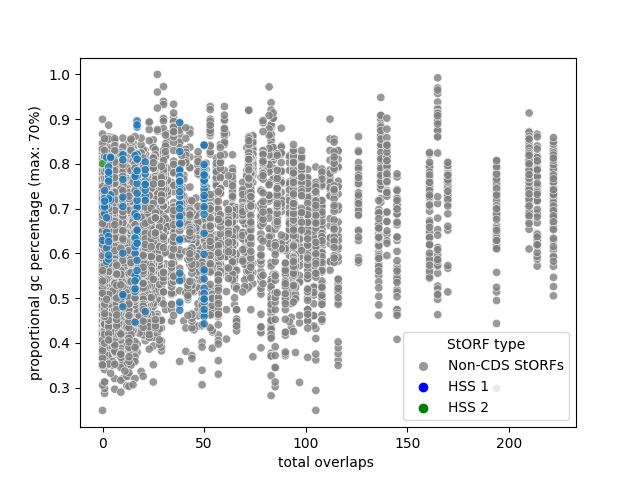 1.0
0.9
0.8
0.7
0.6
0.5
0.4
0.3
proportional gc percentage (max: 70%)
StORF type
Non-CDS StORFs
HSS 1
HSS 2
0
50
100
150
200
total overlaps